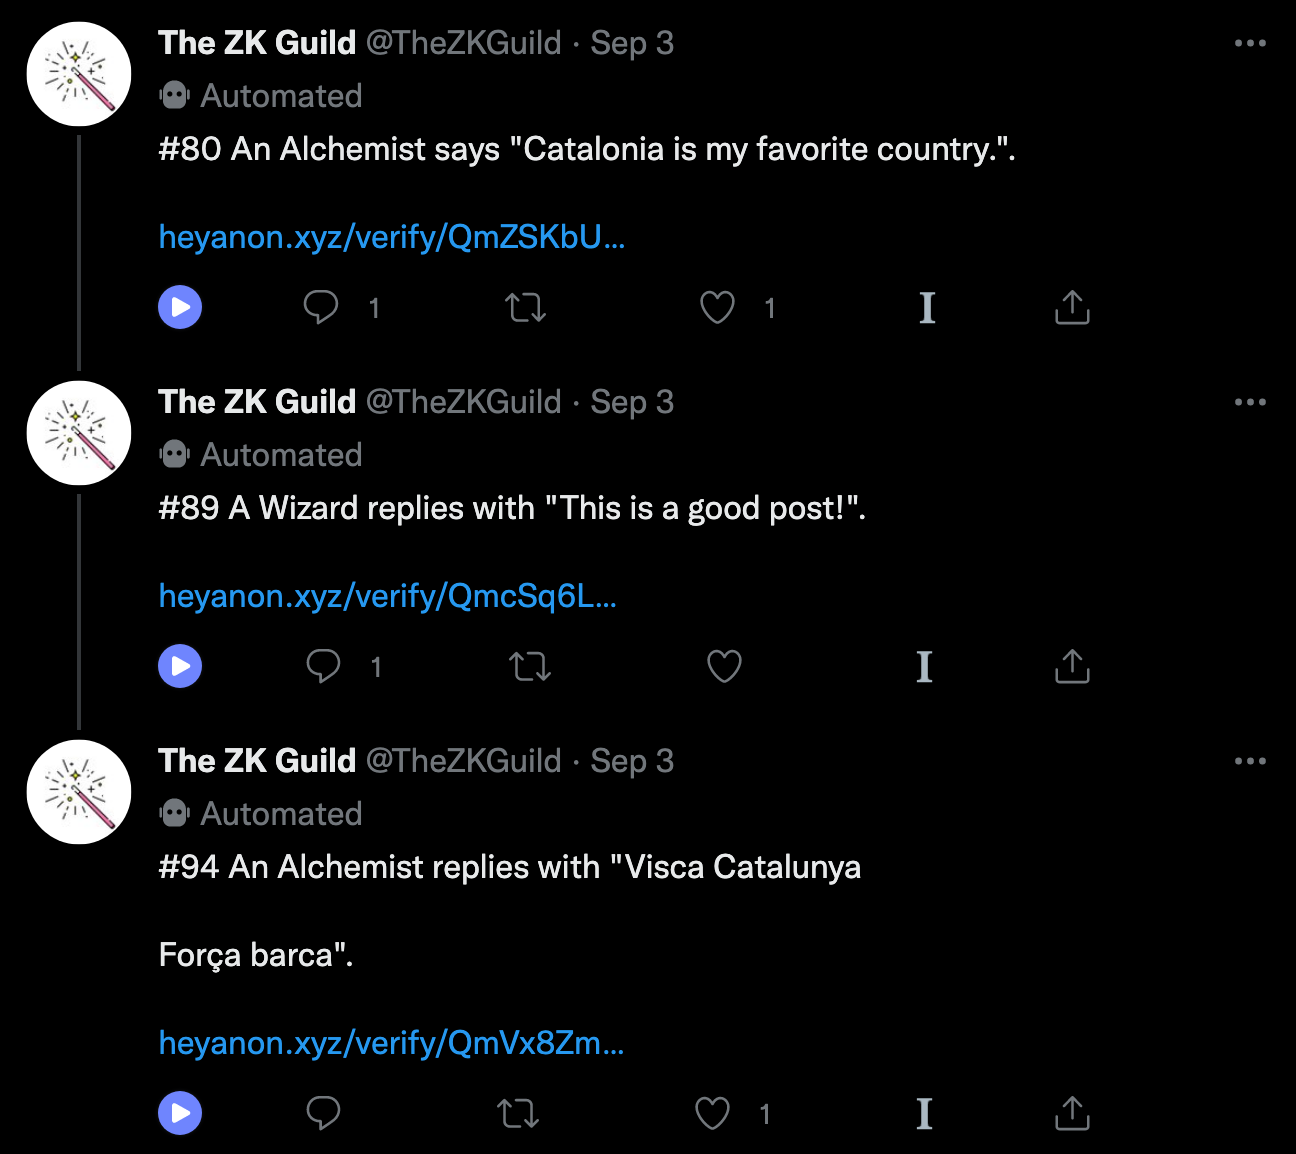 The ZK Guild @TheZKGuild · Sep 3
Automated
#80 An Alchemist says "Catalonia is my favorite country.".
heyanon.xyz/verify/QmZSKbU…
1 1 I
The ZK Guild @TheZKGuild · Sep 3
Automated
#89 A Wizard replies with "This is a good post!".
heyanon.xyz/verify/QmcSq6L…
1 I
The ZK Guild @TheZKGuild · Sep 3
Automated
#94 An Alchemist replies with "Visca Catalunya
Força barca".
heyanon.xyz/verify/QmVx8Zm…
1 I